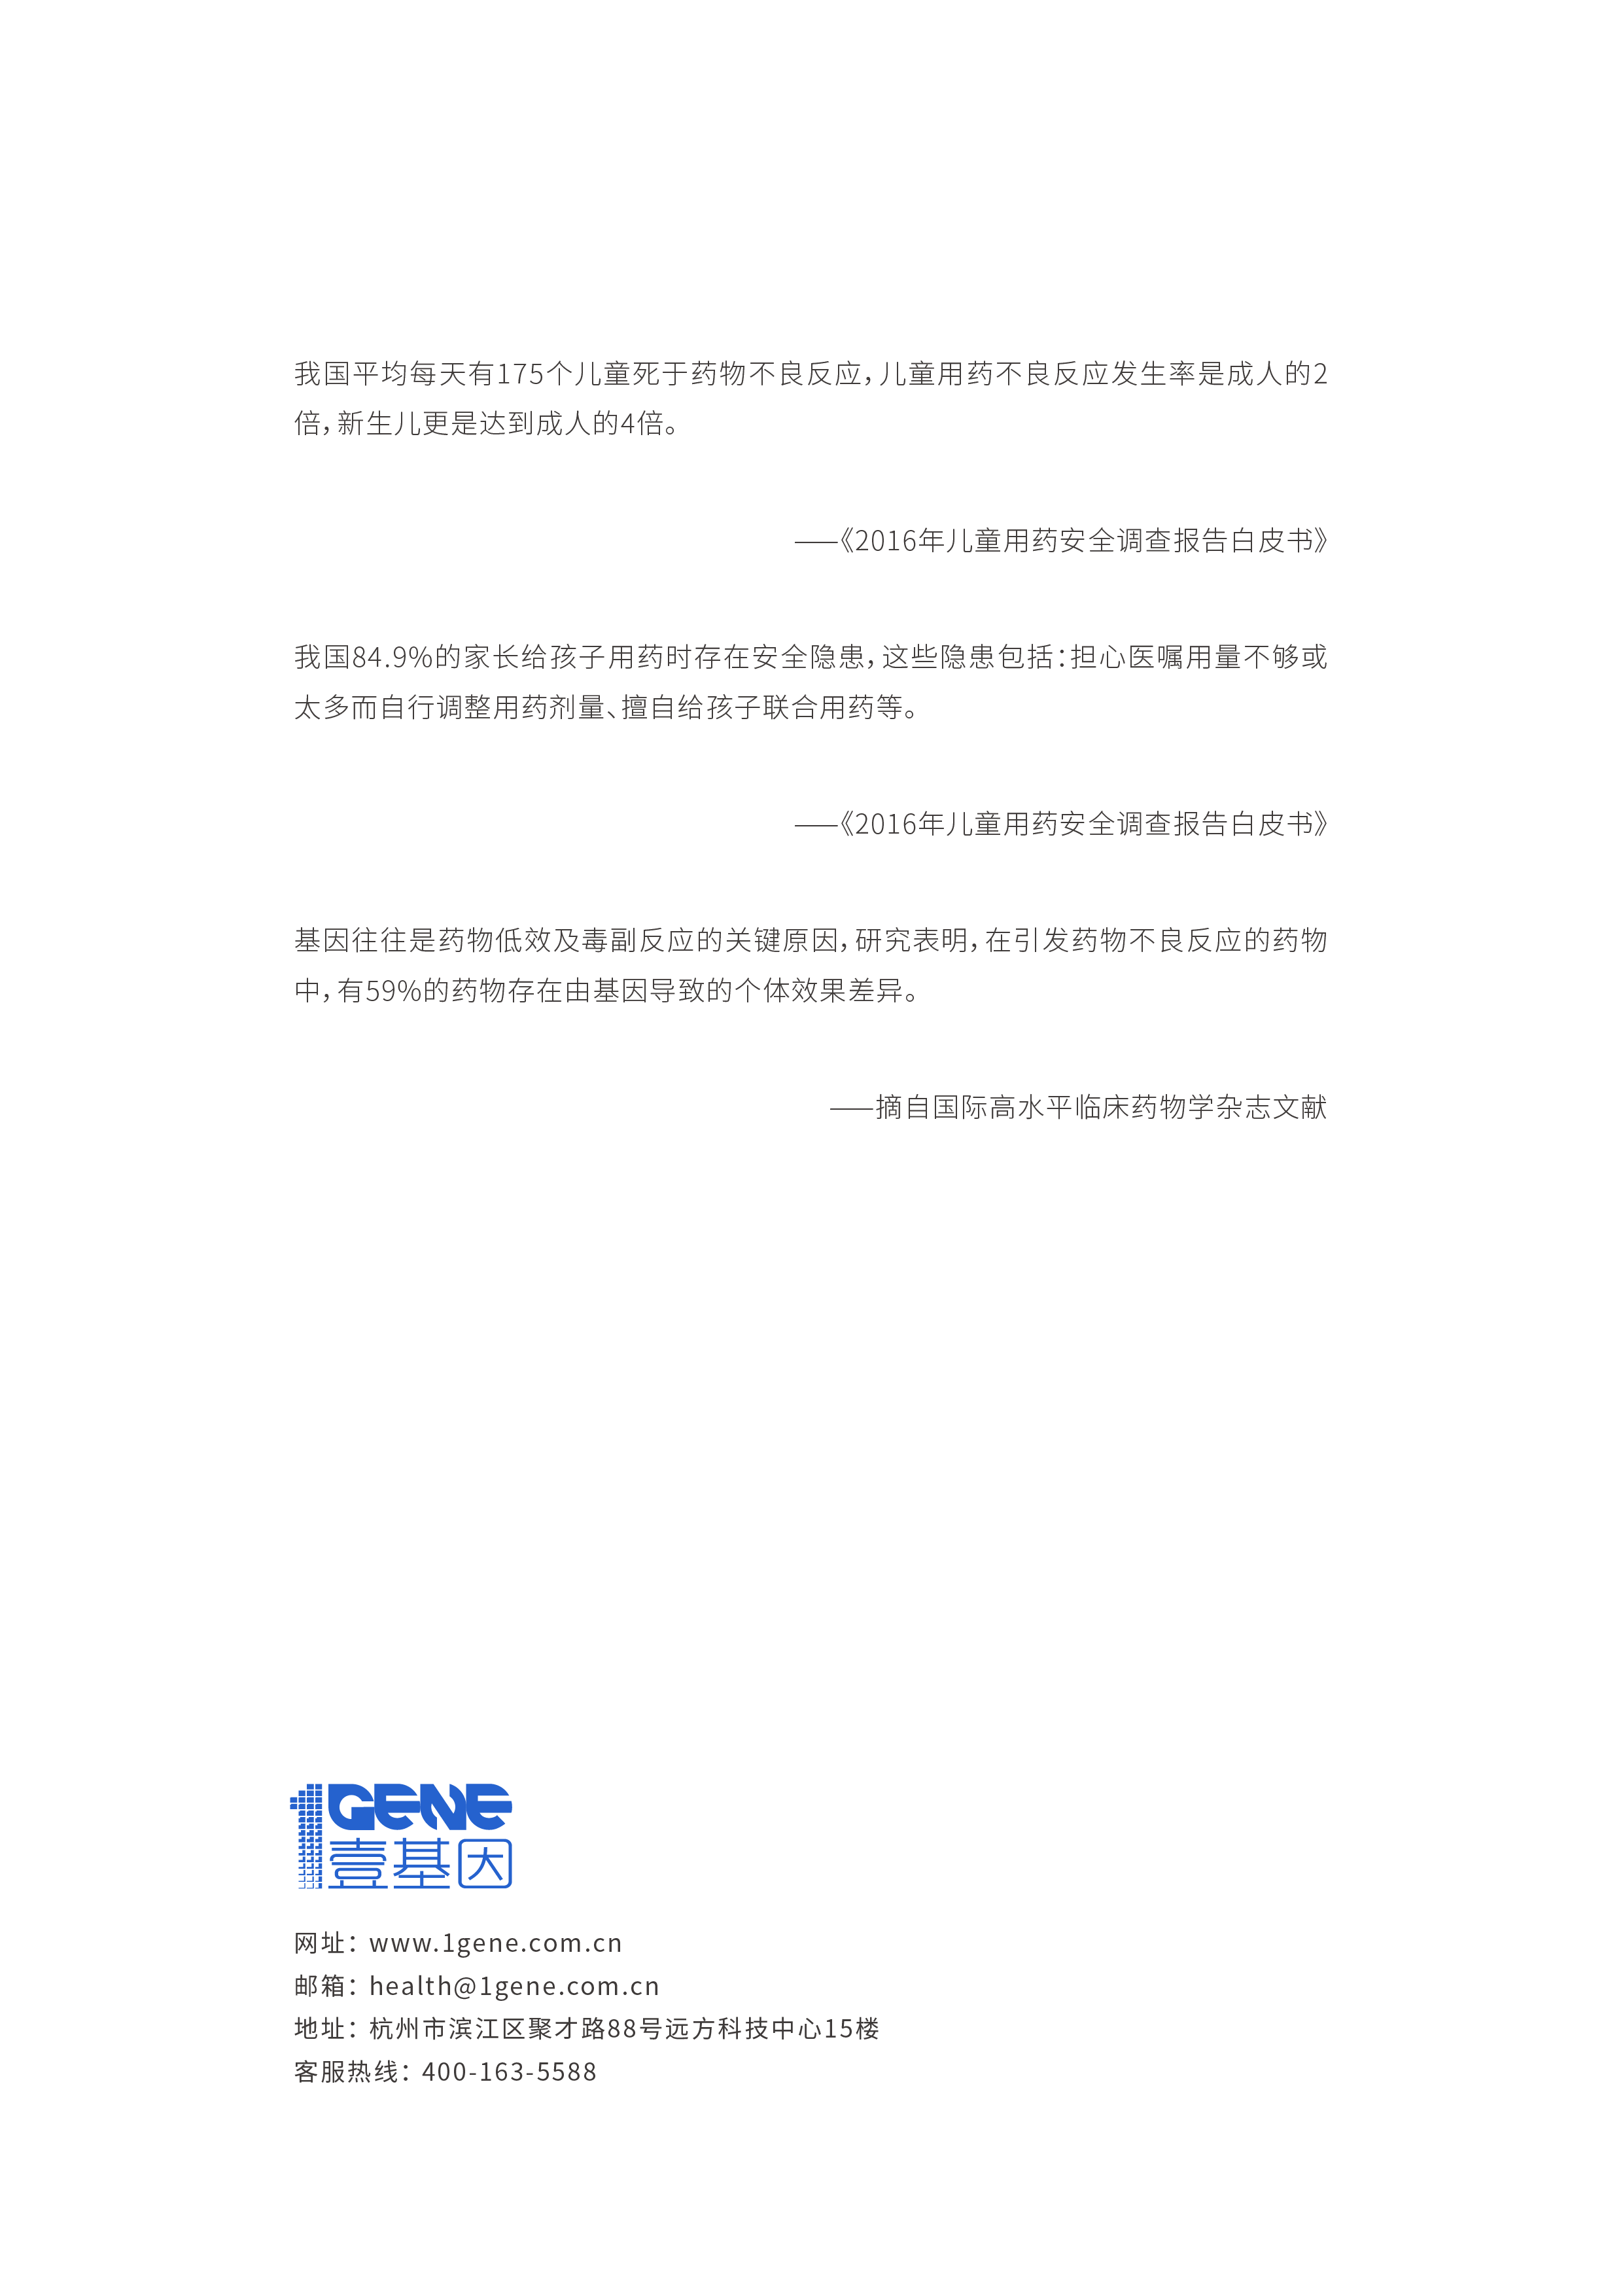 我国平均每天有175个儿童死于药物不良反应，儿童用药不良反应发生率是成人的2
倍，新生儿更是达到成人的4倍。
——《2016年儿童用药安全调查报告白皮书》
我国84.9%的家长给孩子用药时存在安全隐患，这些隐患包括：担心医嘱用量不够或
太多而自行调整用药剂量、擅自给孩子联合用药等。
——《2016年儿童用药安全调查报告白皮书》
基因往往是药物低效及毒副反应的关键原因，研究表明，在引发药物不良反应的药物
中，有59%的药物存在由基因导致的个体效果差异。
——摘自国际高水平临床药物学杂志文献
1GENE
壹基因
网址：www.1gene.com.cn
邮箱：health@1gene.com.cn
地址：杭州市滨江区聚才路88号远方科技中心15楼
客服热线：400-163-5588